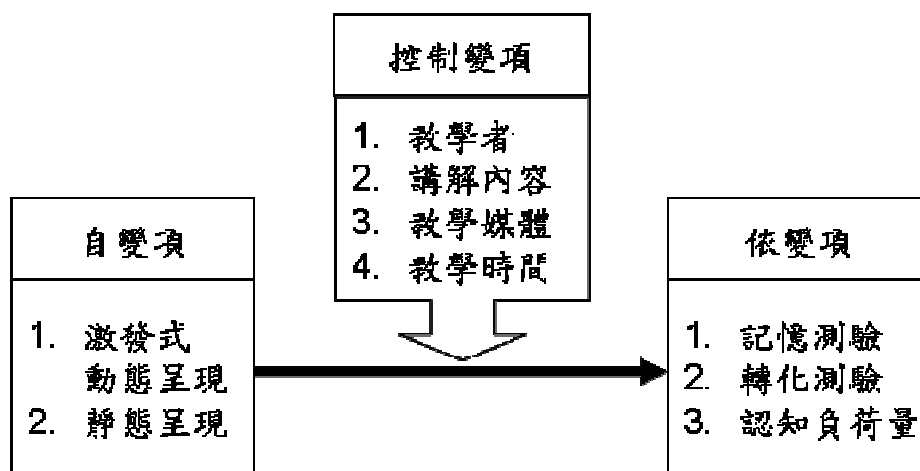 控制變項
1. 教學者
2. 講解內容
3. 教學媒體
4. 教學時間
自變項
1. 激發式
動態呈現
2. 靜態呈現
依變項
1. 記憶測驗
2. 轉化測驗
3. 認知負荷量